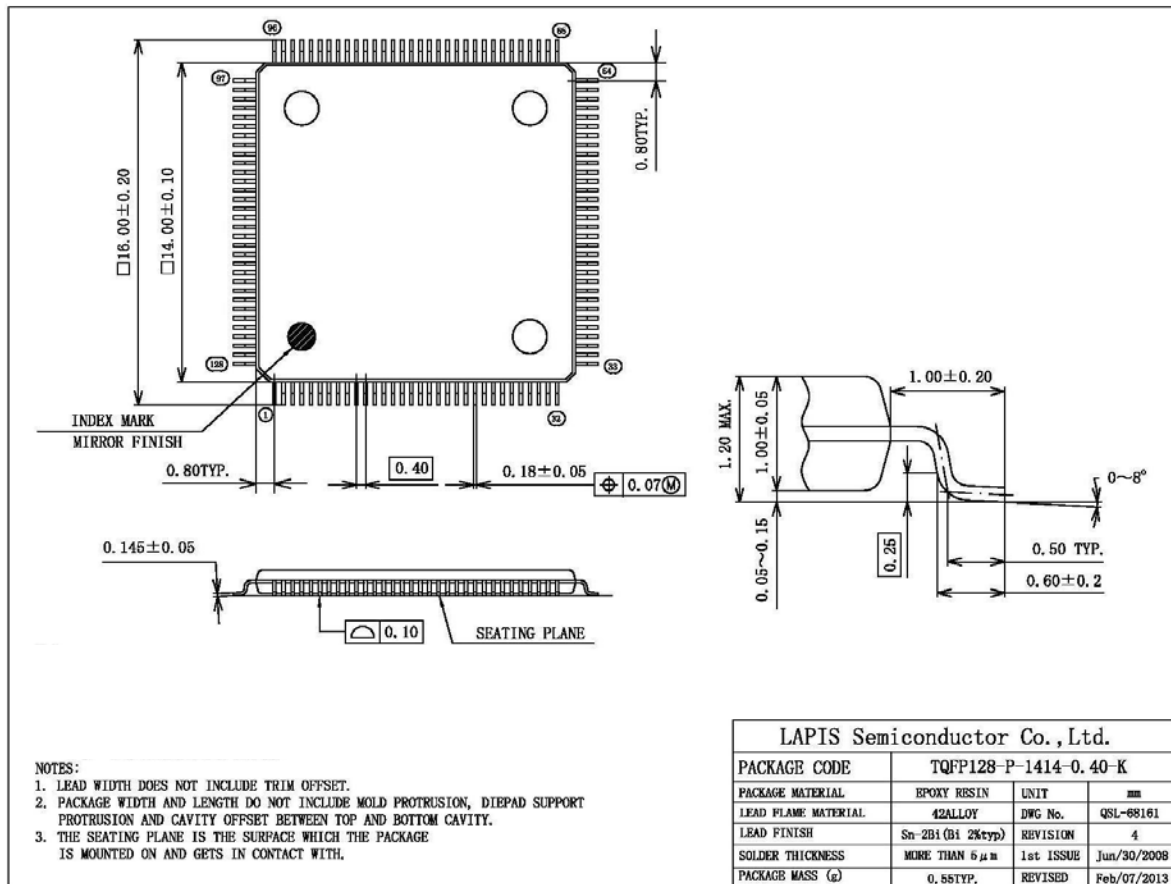 96
65
97
64
0.80TYP.
□16.00±0.20
□14.00±0.10
128
33
1
32
INDEX MARK
MIRROR FINISH
0.80TYP.
0.40
0.18±0.05
⌖ 0.07Ⓜ
1.00±0.20
1.20 MAX.
1.00±0.05
0~8°
0.05~0.15
0.25
0.50 TYP.
0.60±0.2
0.145±0.05
⌓ 0.10
SEATING PLANE
NOTES:
1. LEAD WIDTH DOES NOT INCLUDE TRIM OFFSET.
2. PACKAGE WIDTH AND LENGTH DO NOT INCLUDE MOLD PROTRUSION, DIEPAD SUPPORT
PROTRUSION AND CAVITY OFFSET BETWEEN TOP AND BOTTOM CAVITY.
3. THE SEATING PLANE IS THE SURFACE WHICH THE PACKAGE
IS MOUNTED ON AND GETS IN CONTACT WITH.
LAPIS Semiconductor Co.,Ltd.
PACKAGE CODE TQFP128-P-1414-0.40-K
PACKAGE MATERIAL EPOXY RESIN UNIT mm
LEAD FLAME MATERIAL 42ALLOY DWG No. QSL-68161
LEAD FINISH Sn-2Bi(Bi 2%typ) REVISION 4
SOLDER THICKNESS MORE THAN 5μm 1st ISSUE Jun/30/2008
PACKAGE MASS (g) 0.55TYP. REVISED Feb/07/2013